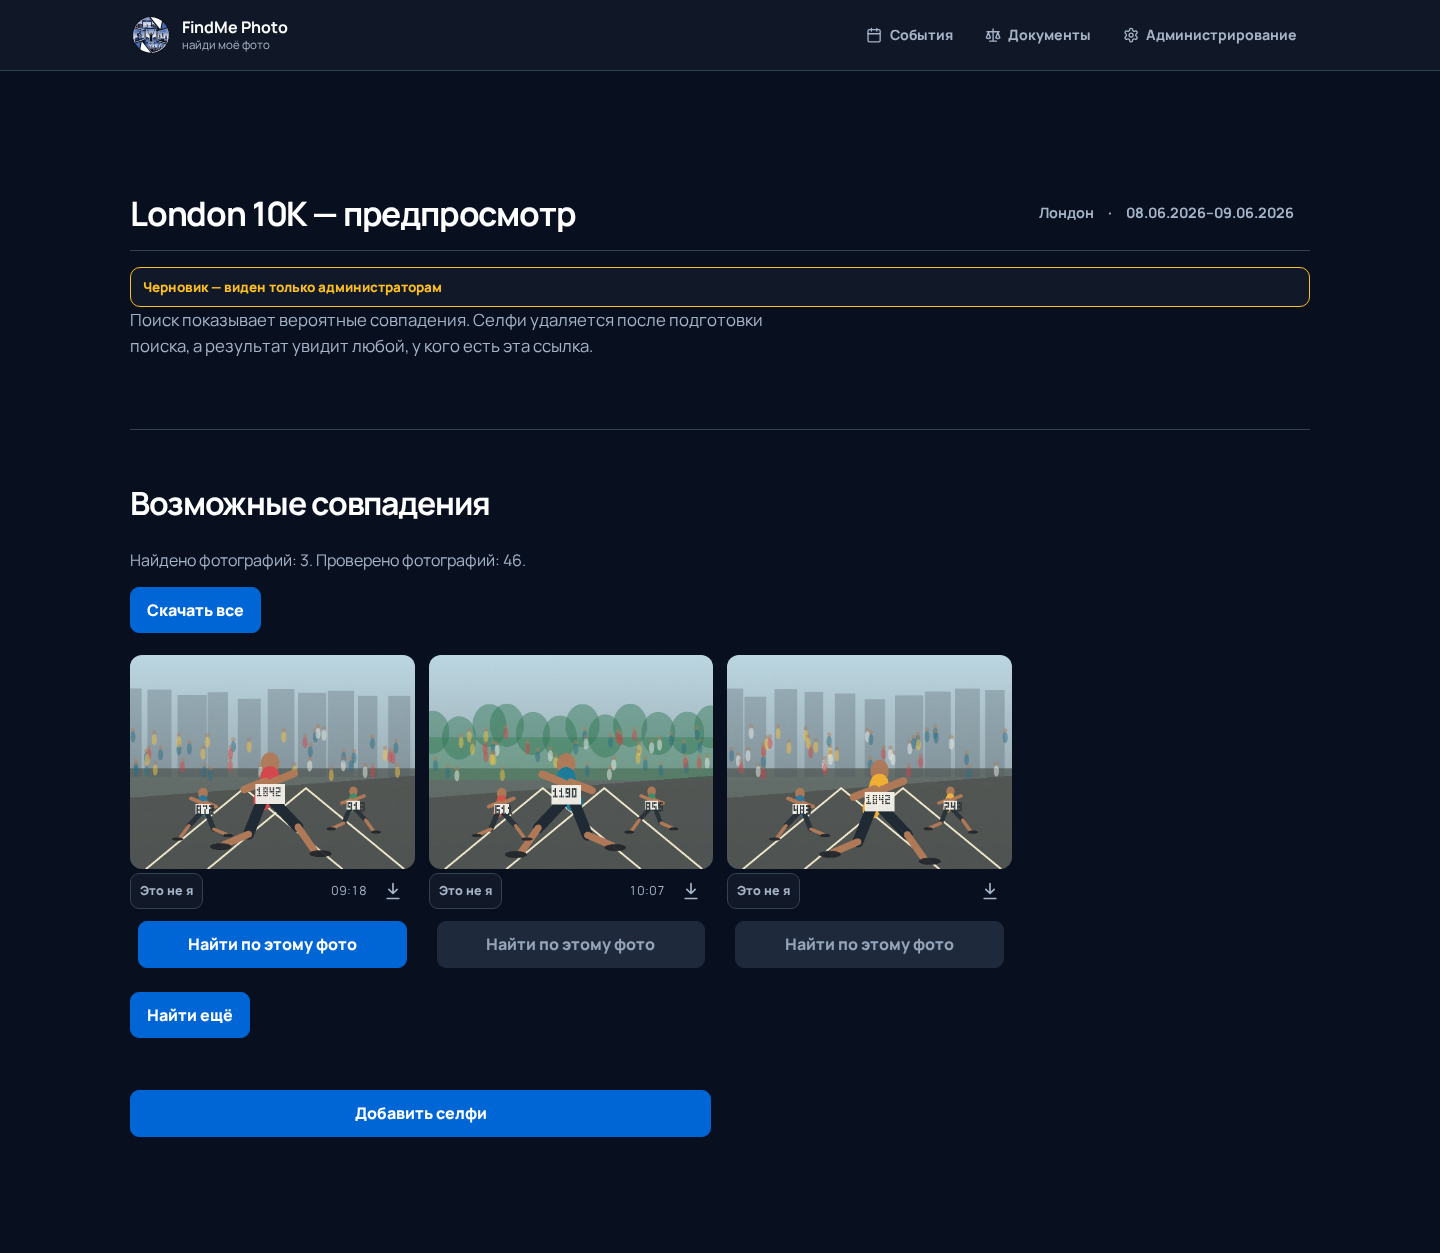 FindMe Photo
найди моё фото
События
Документы
Администрирование
London 10K — предпросмотр
Лондон · 08.06.2026–09.06.2026
Черновик — виден только администраторам
Поиск показывает вероятные совпадения. Селфи удаляется после подготовки
поиска, а результат увидит любой, у кого есть эта ссылка.
Возможные совпадения
Найдено фотографий: 3. Проверено фотографий: 46.
Скачать все
1042
1190
613
1042
483
Это не я
09:18
Это не я
10:07
Это не я
Найти по этому фото
Найти по этому фото
Найти по этому фото
Найти ещё
Добавить селфи